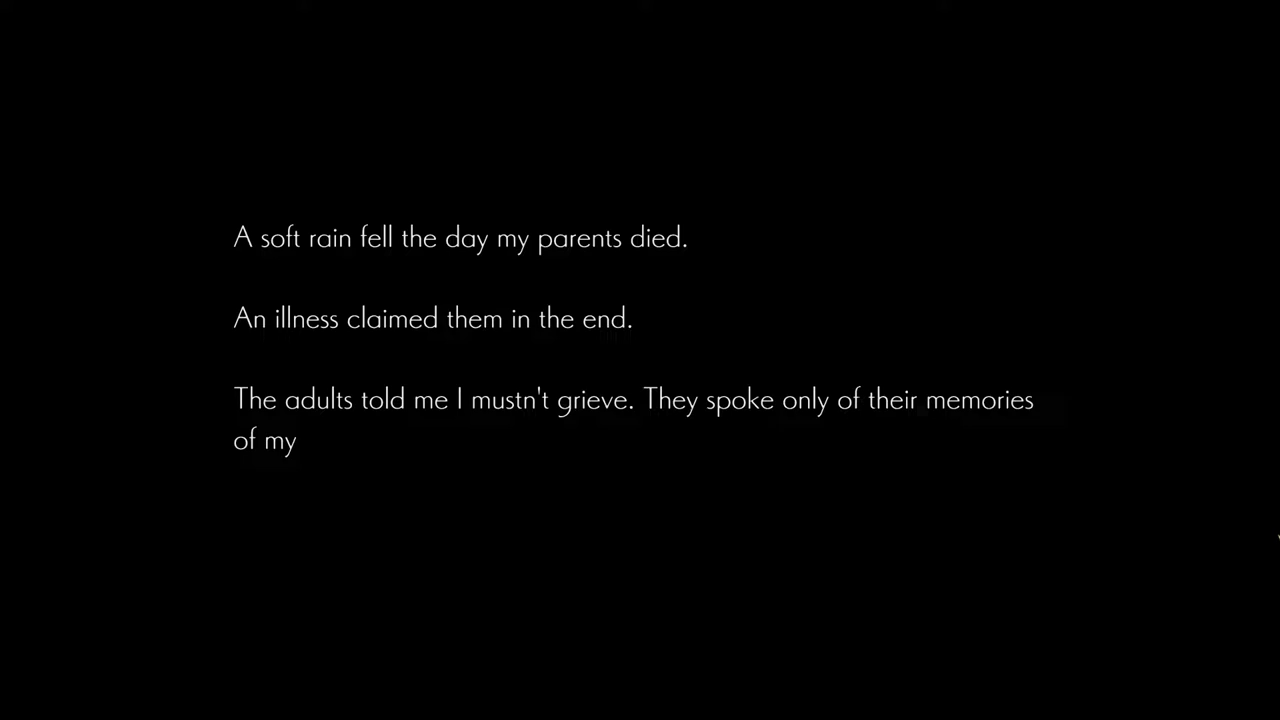 A soft rain fell the day my parents died.
An illness claimed them in the end.
The adults told me I mustn't grieve. They spoke only of their memories
of my